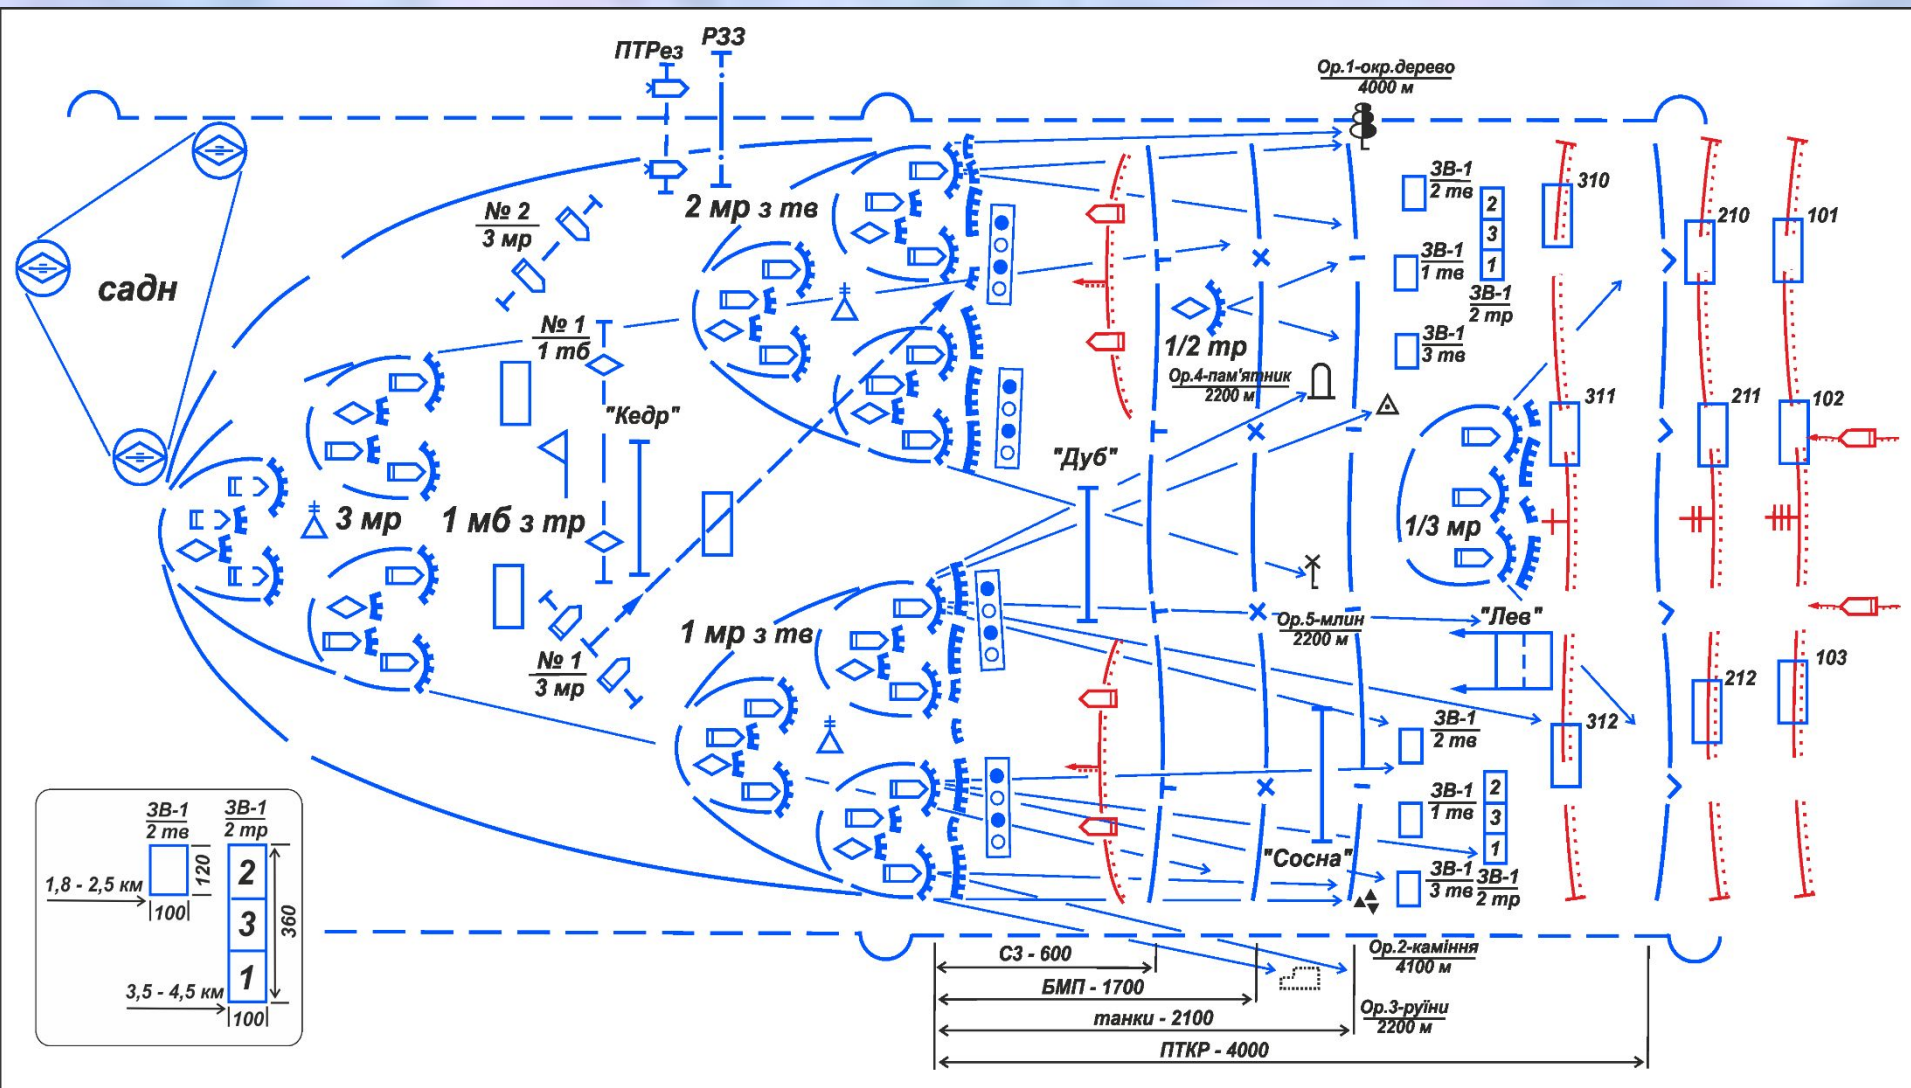 ПТРез
РЗЗ
Ор.1-окр.дерево
4000 м
ЗВ-1
2 тв
2
3
1
310
210
101
№ 2
3 мр
2 мр з тв
садн
ЗВ-1
1 тв
ЗВ-1
2 тр
№ 1
1 тб
1/2 тр
ЗВ-1
3 тв
Ор.4-пам'ятник
2200 м
"Кедр"
311
211
102
"Дуб"
3 мр
1 мб з тр
1/3 мр
1 мр з тв
Ор.5-млин
2200 м
"Лев"
№ 1
3 мр
212
103
ЗВ-1
2 тв
312
ЗВ-1
1 тв
2
3
1
"Сосна"
ЗВ-1
3 тв
ЗВ-1
2 тр
ЗВ-1
2 тв
ЗВ-1
2 тр
120
1,8 - 2,5 км
100
2
3
1
360
3,5 - 4,5 км
100
СЗ - 600
БМП - 1700
танки - 2100
ПТКР - 4000
Ор.2-каміння
4100 м
Ор.3-руїни
2200 м